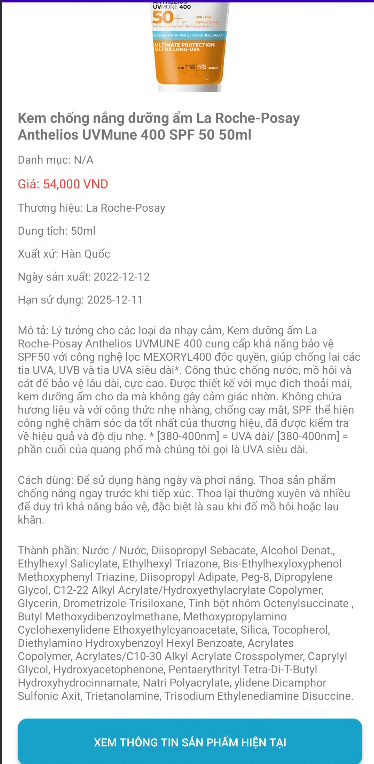 UVMUNE 400
50+
ULTIMATE PROTECTION
ULTRA LONG-UVA
Kem chống nắng dưỡng ẩm La Roche-Posay
Anthelios UVMune 400 SPF 50 50ml
Danh mục: N/A
Giá: 54,000 VND
Thương hiệu: La Roche-Posay
Dung tích: 50ml
Xuất xứ: Hàn Quốc
Ngày sản xuất: 2022-12-12
Hạn sử dụng: 2025-12-11
Mô tả: Lý tưởng cho các loại da nhạy cảm, Kem dưỡng ẩm La
Roche-Posay Anthelios UVMUNE 400 cung cấp khả năng bảo vệ
SPF50 với công nghệ lọc MEXORYL400 độc quyền, giúp chống lại các
tia UVA, UVB và tia UVA siêu dài*. Công thức chống nước, mồ hôi và
cát để bảo vệ lâu dài, cực cao. Được thiết kế với mục đích thoải mái,
kem dưỡng ẩm cho da mà không gây cảm giác nhờn. Không chứa
hương liệu và với công thức nhẹ nhàng, chống cay mắt, SPF thể hiện
công nghệ chăm sóc da tốt nhất của thương hiệu, đã được kiểm tra
về hiệu quả và độ dịu nhẹ. * [380-400nm] = UVA dài/ [380-400nm] =
phần cuối của quang phổ mà chúng tôi gọi là UVA siêu dài.
Cách dùng: Để sử dụng hàng ngày và phơi nắng. Thoa sản phẩm
chống nắng ngay trước khi tiếp xúc. Thoa lại thường xuyên và nhiều
để duy trì khả năng bảo vệ, đặc biệt là sau khi đổ mồ hôi hoặc lau
khăn.
Thành phần: Nước / Nước, Diisopropyl Sebacate, Alcohol Denat.,
Ethylhexyl Salicylate, Ethylhexyl Triazone, Bis-Ethylhexyloxyphenol
Methoxyphenyl Triazine, Diisopropyl Adipate, Peg-8, Dipropylene
Glycol, C12-22 Alkyl Acrylate/Hydroxyethylacrylate Copolymer,
Glycerin, Drometrizole Trisiloxane, Tinh bột nhôm Octenylsuccinate ,
Butyl Methoxydibenzoylmethane, Methoxypropylamino
Cyclohexenylidene Ethoxyethylcyanoacetate, Silica, Tocopherol,
Diethylamino Hydroxybenzoyl Hexyl Benzoate, Acrylates
Copolymer, Acrylates/C10-30 Alkyl Acrylate Crosspolymer, Caprylyl
Glycol, Hydroxyacetophenone, Pentaerythrityl Tetra-Di-T-Butyl
Hydroxyhydrocinnamate, Natri Polyacrylate, ylidene Dicamphor
Sulfonic Axit, Trietanolamine, Trisodium Ethylenediamine Disuccine.
XEM THÔNG TIN SẢN PHẨM HIỆN TẠI